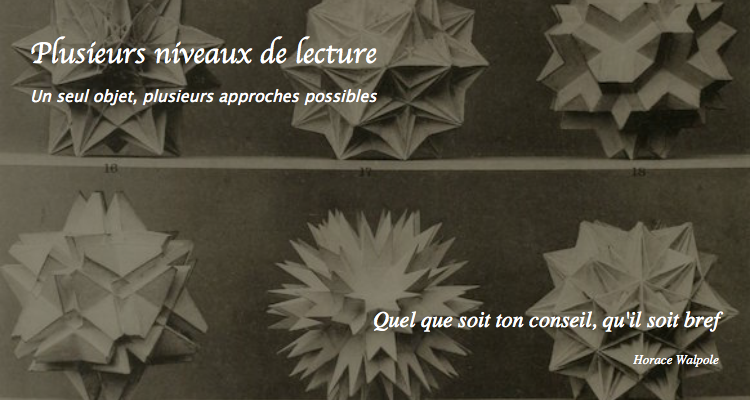 Plusieurs niveaux de lecture
Un seul objet, plusieurs approches possibles
16
17
18
Quel que soit ton conseil, qu'il soit bref
Horace Walpole